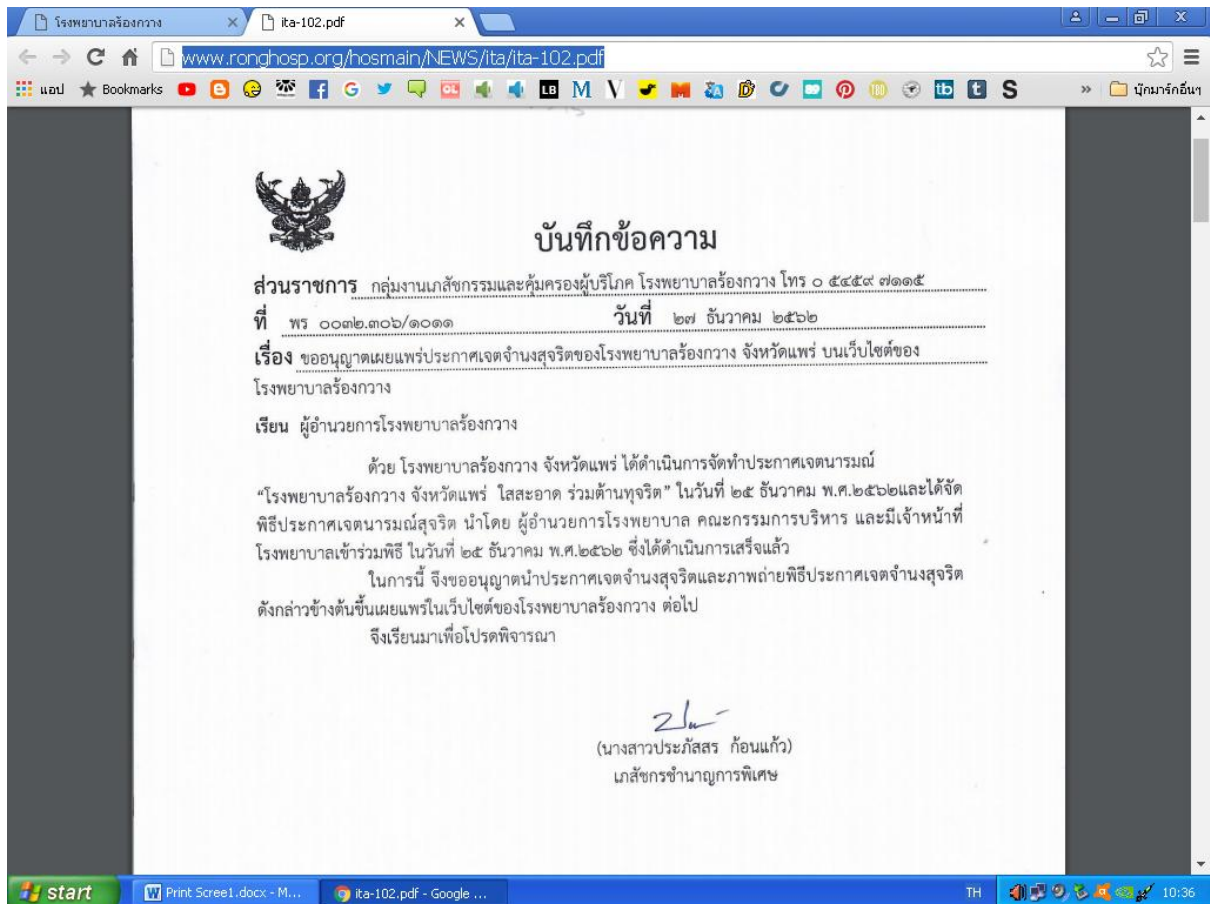 โรงพยาบาลร้องกวาง
ita-102.pdf
www.ronghosp.org/hosmain/NEWS/ita/ita-102.pdf
แอป Bookmarks บุ๊กมาร์กอื่นๆ
บันทึกข้อความ
ส่วนราชการ กลุ่มงานเภสัชกรรมและคุ้มครองผู้บริโภค โรงพยาบาลร้องกวาง โทร ๐ ๕๔๕๙ ๗๑๑๕
ที่ พร ๐๐๓๒.๓๐๖/๑๐๑๑ วันที่ ๒๗ ธันวาคม ๒๕๖๒
เรื่อง ขออนุญาตเผยแพร่ประกาศเจตจำนงสุจริตของโรงพยาบาลร้องกวาง จังหวัดแพร่ บนเว็บไซต์ของ
โรงพยาบาลร้องกวาง
เรียน ผู้อำนวยการโรงพยาบาลร้องกวาง
ด้วย โรงพยาบาลร้องกวาง จังหวัดแพร่ ได้ดำเนินการจัดทำประกาศเจตนารมณ์
“โรงพยาบาลร้องกวาง จังหวัดแพร่ ใสสะอาด ร่วมต้านทุจริต” ในวันที่ ๒๕ ธันวาคม พ.ศ.๒๕๖๒และได้จัด
พิธีประกาศเจตนารมณ์สุจริต นำโดย ผู้อำนวยการโรงพยาบาล คณะกรรมการบริหาร และมีเจ้าหน้าที่
โรงพยาบาลเข้าร่วมพิธี ในวันที่ ๒๕ ธันวาคม พ.ศ.๒๕๖๒ ซึ่งได้ดำเนินการเสร็จแล้ว
ในการนี้ จึงขออนุญาตนำประกาศเจตจำนงสุจริตและภาพถ่ายพิธีประกาศเจตจำนงสุจริต
ดังกล่าวข้างต้นขึ้นเผยแพร่ในเว็บไซต์ของโรงพยาบาลร้องกวาง ต่อไป
จึงเรียนมาเพื่อโปรดพิจารณา
(นางสาวประภัสสร ก้อนแก้ว)
เภสัชกรชำนาญการพิเศษ
start Print Scree1.docx - M... ita-102.pdf - Google ... TH 10:36